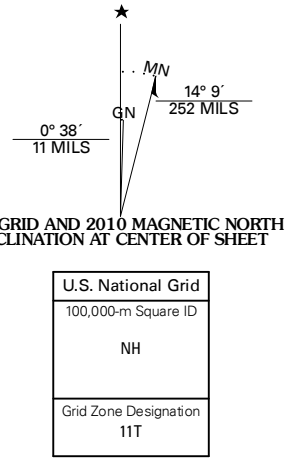 ★
MN
GN
14° 9´
252 MILS
0° 38´
11 MILS
GRID AND 2010 MAGNETIC NORTH
CLINATION AT CENTER OF SHEET
U.S. National Grid
100,000-m Square ID
NH
Grid Zone Designation
11T